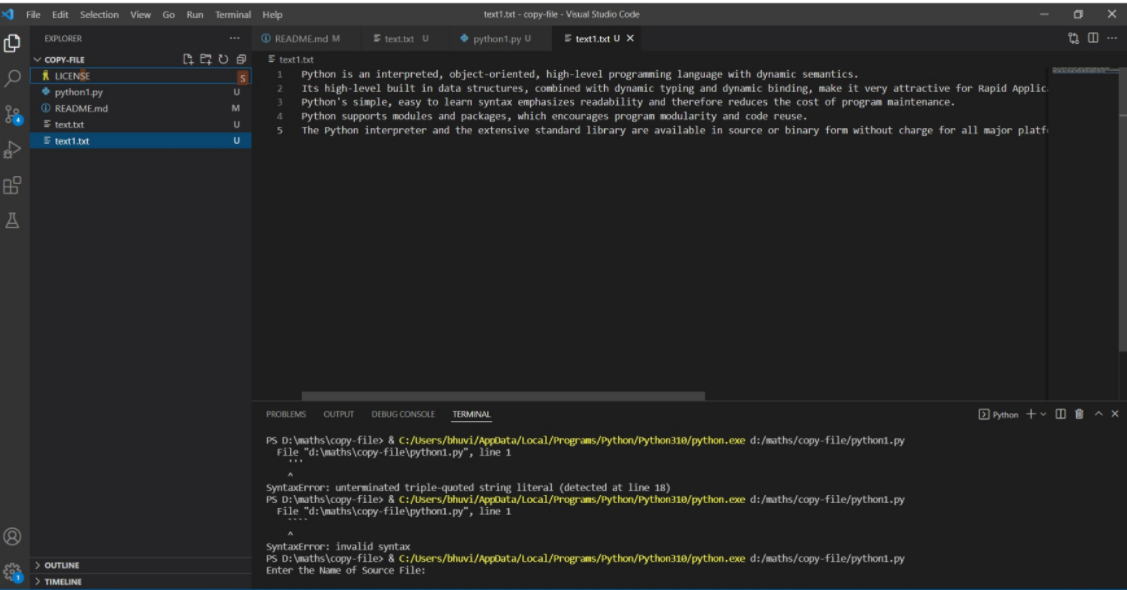 File Edit Selection View Go Run Terminal Help
text1.txt - copy-file - Visual Studio Code
EXPLORER ...
COPY-FILE
LICENSE S
python1.py U
README.md M
text.txt U
text1.txt U
OUTLINE
TIMELINE
README.md M text.txt U python1.py U text1.txt U
text1.txt
1 Python is an interpreted, object-oriented, high-level programming language with dynamic semantics.
2 Its high-level built in data structures, combined with dynamic typing and dynamic binding, make it very attractive for Rapid Applic
3 Python's simple, easy to learn syntax emphasizes readability and therefore reduces the cost of program maintenance.
4 Python supports modules and packages, which encourages program modularity and code reuse.
5 The Python interpreter and the extensive standard library are available in source or binary form without charge for all major platf
PROBLEMS OUTPUT DEBUG CONSOLE TERMINAL
Python
PS D:\maths\copy-file> & C:/Users/bhuvi/AppData/Local/Programs/Python/Python310/python.exe d:/maths/copy-file/python1.py
File "d:\maths\copy-file\python1.py", line 1
'''
^
SyntaxError: unterminated triple-quoted string literal (detected at line 18)
PS D:\maths\copy-file> & C:/Users/bhuvi/AppData/Local/Programs/Python/Python310/python.exe d:/maths/copy-file/python1.py
File "d:\maths\copy-file\python1.py", line 1
````
^
SyntaxError: invalid syntax
PS D:\maths\copy-file> & C:/Users/bhuvi/AppData/Local/Programs/Python/Python310/python.exe d:/maths/copy-file/python1.py
Enter the Name of Source File:
4
1